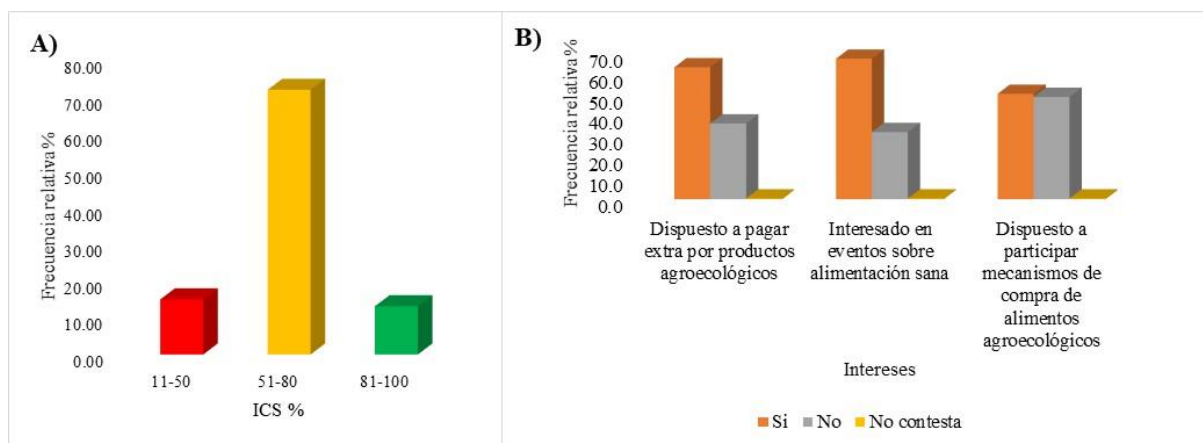 A)
Frecuencia relativa %
80.00
70.00
60.00
50.00
40.00
30.00
20.00
10.00
0.00
11-50
51-80
81-100
ICS %
B)
Frecuencia relativa %
70.0
60.0
50.0
40.0
30.0
20.0
10.0
0.0
Dispuesto a pagar
extra por productos
agroecológicos
Interesado en
eventos sobre
alimentación sana
Dispuesto a
participar
mecanismos de
compra de
alimentos
agroecológicos
Intereses
Si No No contesta